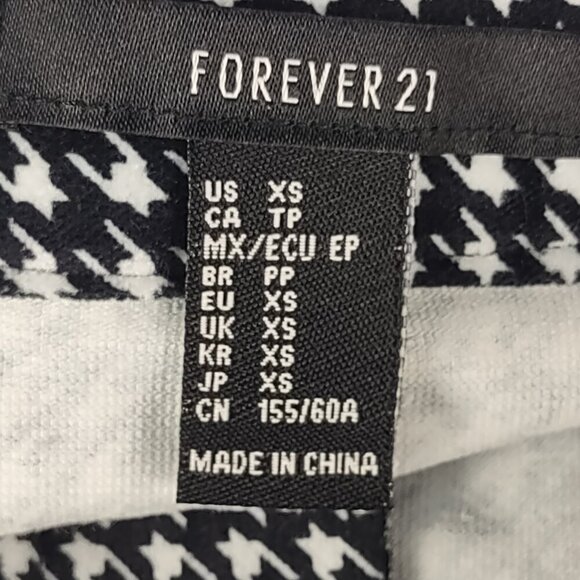 FOREVER 21
US XS
CA TP
MX/ECU EP
BR PP
EU XS
UK XS
KR XS
JP XS
CN 155/60A
MADE IN CHINA